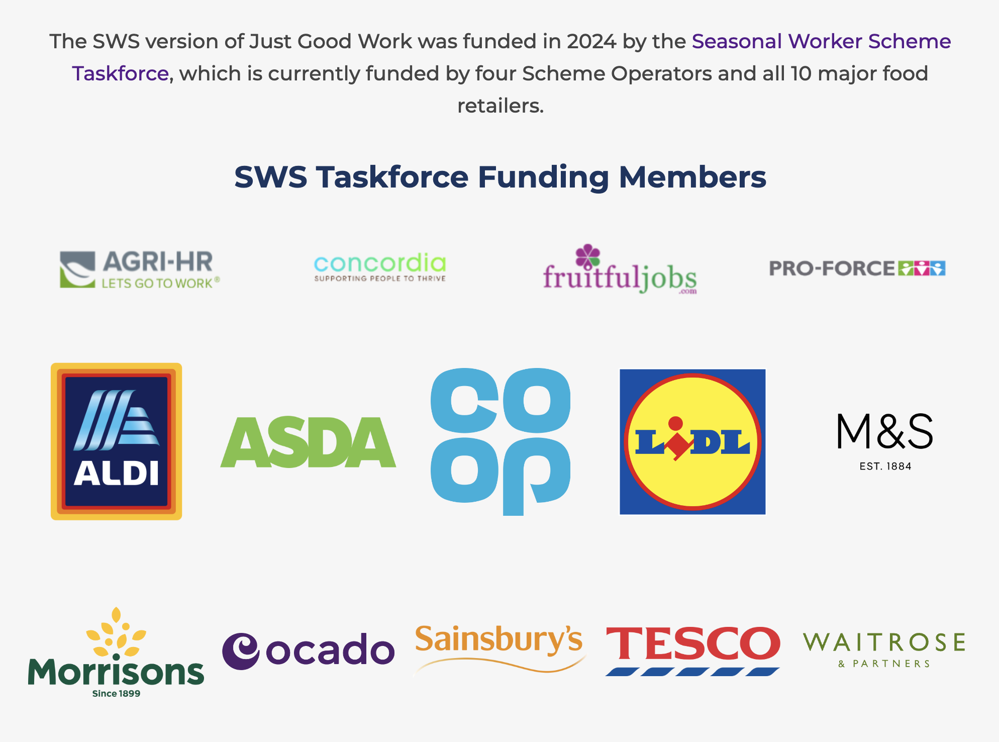 The SWS version of Just Good Work was funded in 2024 by the Seasonal Worker Scheme
Taskforce, which is currently funded by four Scheme Operators and all 10 major food
retailers.
SWS Taskforce Funding Members
AGRI-HR
LETS GO TO WORK®
concordia
SUPPORTING PEOPLE TO THRIVE
fruitfuljobs
.com
PRO-FORCE
ALDI
ASDA
CO
OP
LiDL
M&S
EST. 1884
Morrisons
Since 1899
ocado
Sainsbury's
TESCO
WAITROSE
& PARTNERS